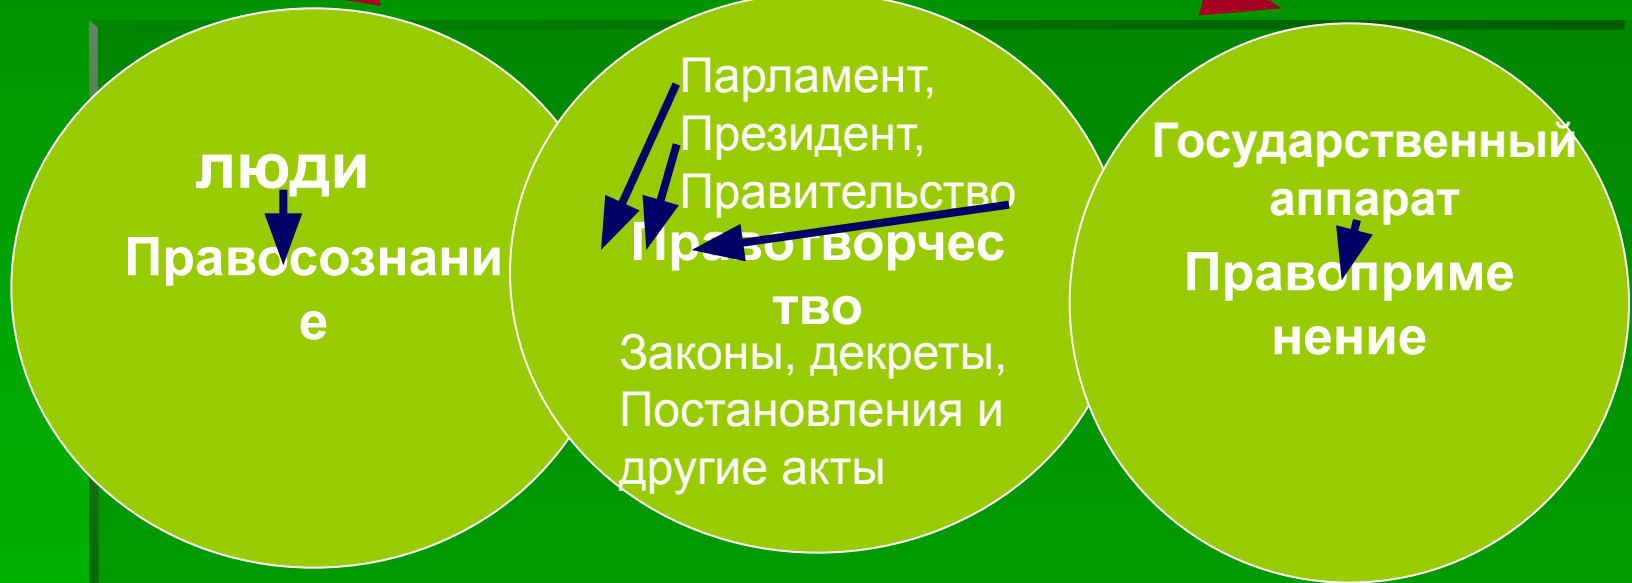 люди
Правосознани
е
Парламент,
Президент,
Правительство
Правотворчес
тво
Законы, декреты,
Постановления и
другие акты
Государственный
аппарат
Правоприме
нение